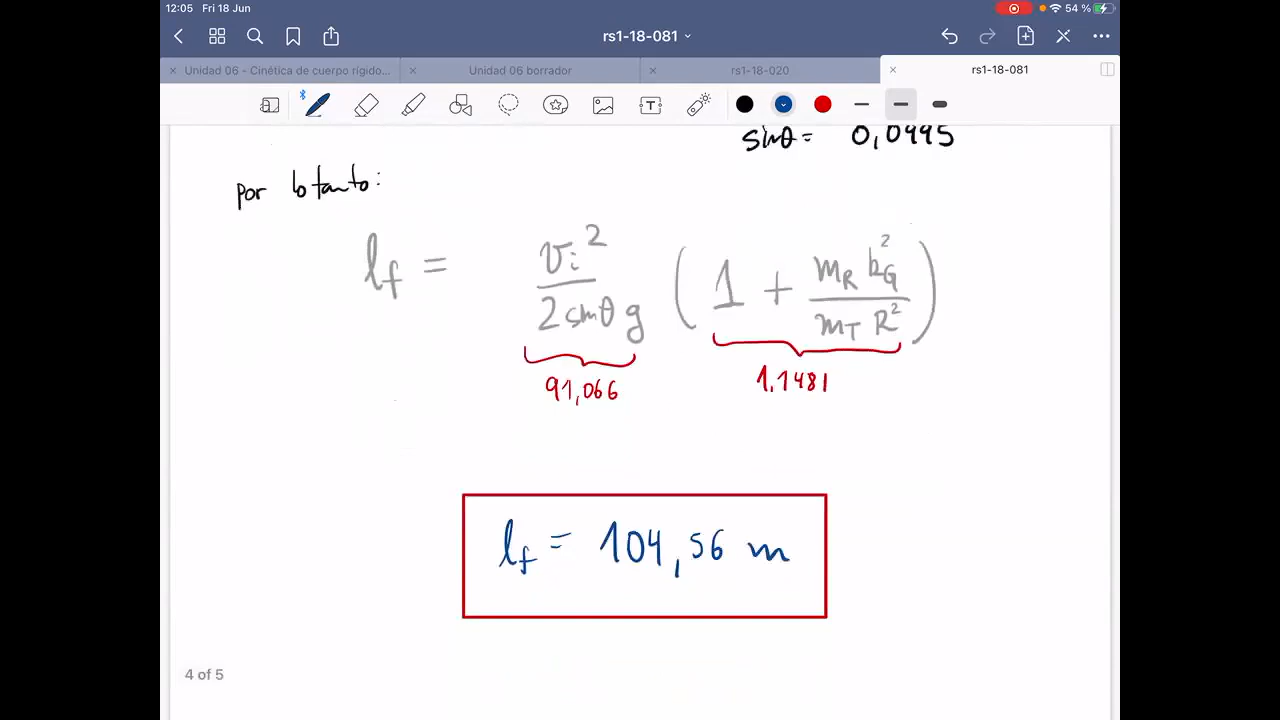 12:05 Fri 18 Jun 54 %
rs1-18-081
Unidad 06 - Cinética de cuerpo rígido... Unidad 06 borrador rs1-18-020 rs1-18-081
sinθ = 0,0995
por lo tanto:
lf = vi² / 2 sinθ g ( 1 + mR kG² / mT R² )
91,066 1,1481
lf = 104,56 m
4 of 5